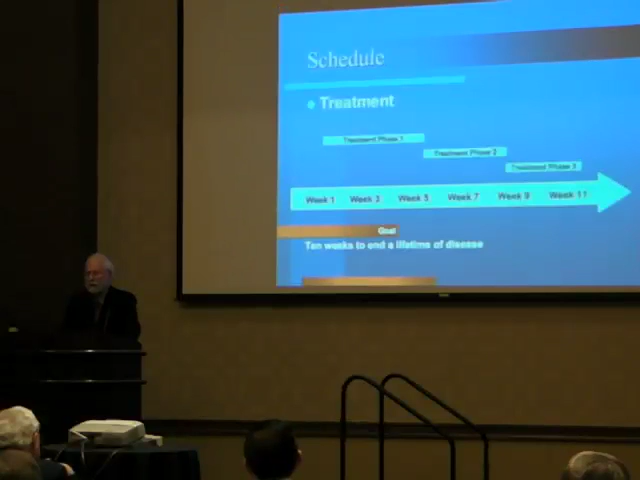 Schedule
Treatment
Treatment Phase 1
Treatment Phase 2
Treatment Phase 3
Week 1 Week 3 Week 5 Week 7 Week 9 Week 11
Goal
Ten weeks to end a lifetime of disease